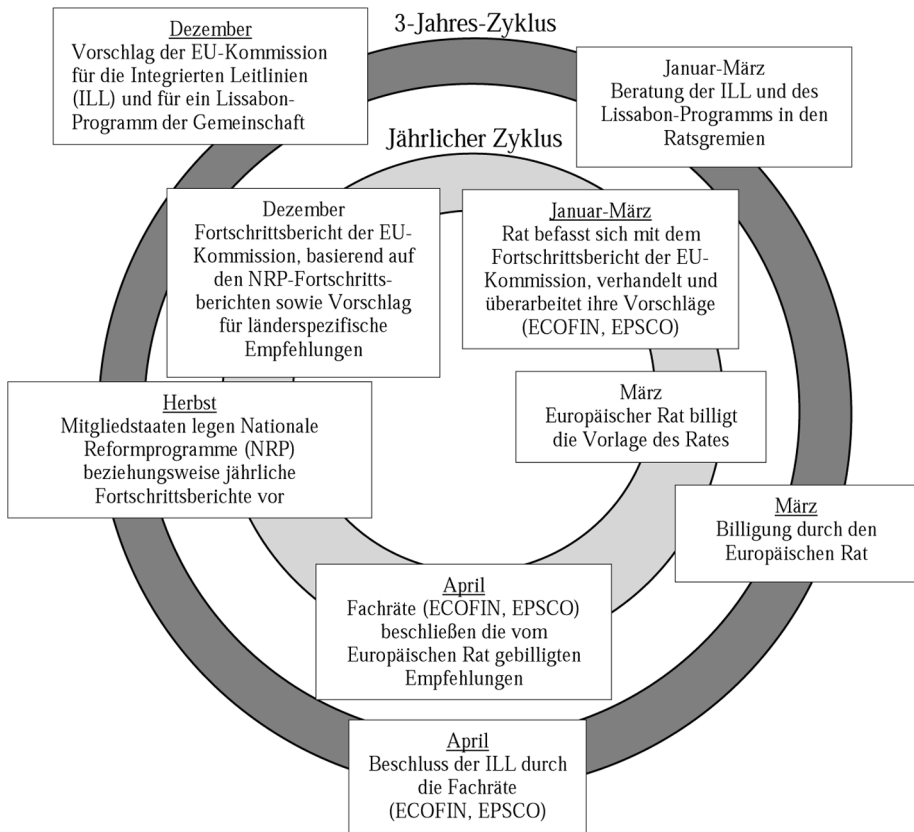 3-Jahres-Zyklus
Dezember
Vorschlag der EU-Kommission
für die Integrierten Leitlinien
(ILL) und für ein Lissabon-
Programm der Gemeinschaft
Januar-März
Beratung der ILL und des
Lissabon-Programms in den
Ratsgremien
Jährlicher Zyklus
Dezember
Fortschrittsbericht der EU-
Kommission, basierend auf
den NRP-Fortschritts-
berichten sowie Vorschlag
für länderspezifische
Empfehlungen
Januar-März
Rat befasst sich mit dem
Fortschrittsbericht der EU-
Kommission, verhandelt und
überarbeitet ihre Vorschläge
(ECOFIN, EPSCO)
Herbst
Mitgliedstaaten legen Nationale
Reformprogramme (NRP)
beziehungsweise jährliche
Fortschrittsberichte vor
März
Europäischer Rat billigt
die Vorlage des Rates
März
Billigung durch den
Europäischen Rat
April
Fachräte (ECOFIN, EPSCO)
beschließen die vom
Europäischen Rat gebilligten
Empfehlungen
April
Beschluss der ILL durch
die Fachräte
(ECOFIN, EPSCO)